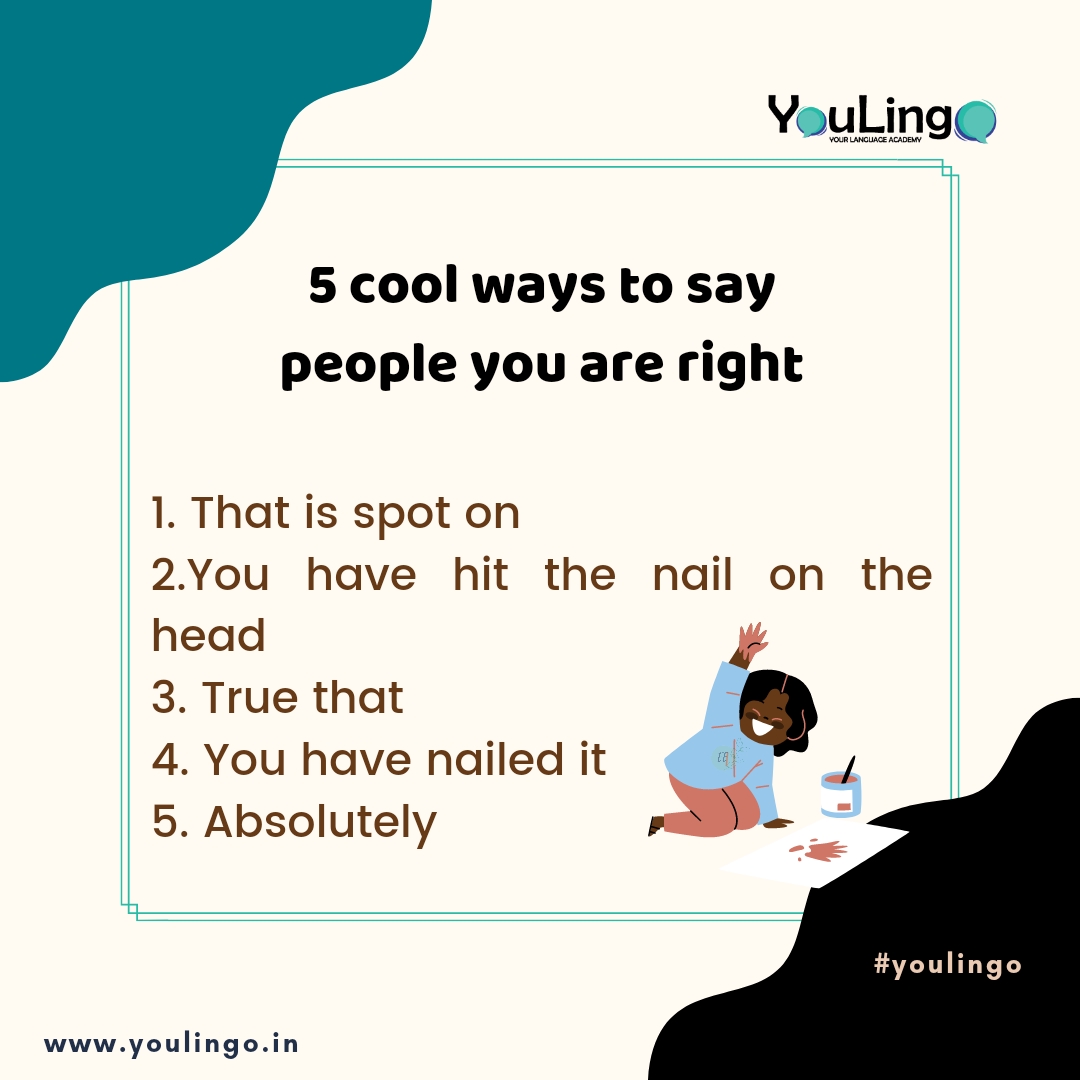 YouLingo
YOUR LANGUAGE ACADEMY
5 cool ways to say
people you are right
1. That is spot on
2.You have hit the nail on the
head
3. True that
4. You have nailed it
5. Absolutely
#youlingo
www.youlingo.in